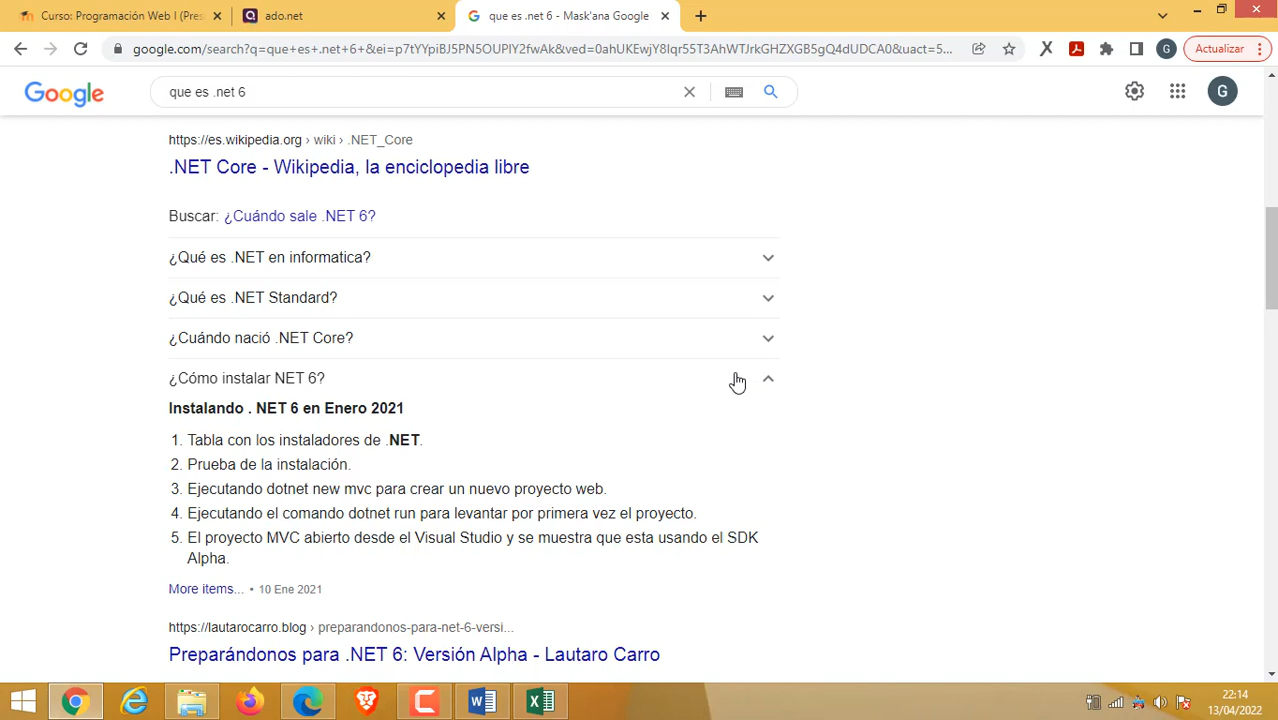 Curso: Programación Web I (Pres
ado.net
que es .net 6 - Mask'ana Google
google.com/search?q=que+es+.net+6+&ei=p7tYYpiBJ5PN5OUPlY2fwAk&ved=0ahUKEwjY8Iqr55T3AhWTJrkGHZXGB5gQ4dUDCA0&uact=5...
G
Actualizar
Google
que es .net 6
G
https://es.wikipedia.org › wiki › .NET_Core
.NET Core - Wikipedia, la enciclopedia libre
Buscar: ¿Cuándo sale .NET 6?
¿Qué es .NET en informatica?
¿Qué es .NET Standard?
¿Cuándo nació .NET Core?
¿Cómo instalar NET 6?
Instalando . NET 6 en Enero 2021
1. Tabla con los instaladores de .NET.
2. Prueba de la instalación.
3. Ejecutando dotnet new mvc para crear un nuevo proyecto web.
4. Ejecutando el comando dotnet run para levantar por primera vez el proyecto.
5. El proyecto MVC abierto desde el Visual Studio y se muestra que esta usando el SDK
Alpha.
More items... • 10 Ene 2021
https://lautarocarro.blog › preparandonos-para-net-6-versi...
Preparándonos para .NET 6: Versión Alpha - Lautaro Carro
22:14
13/04/2022